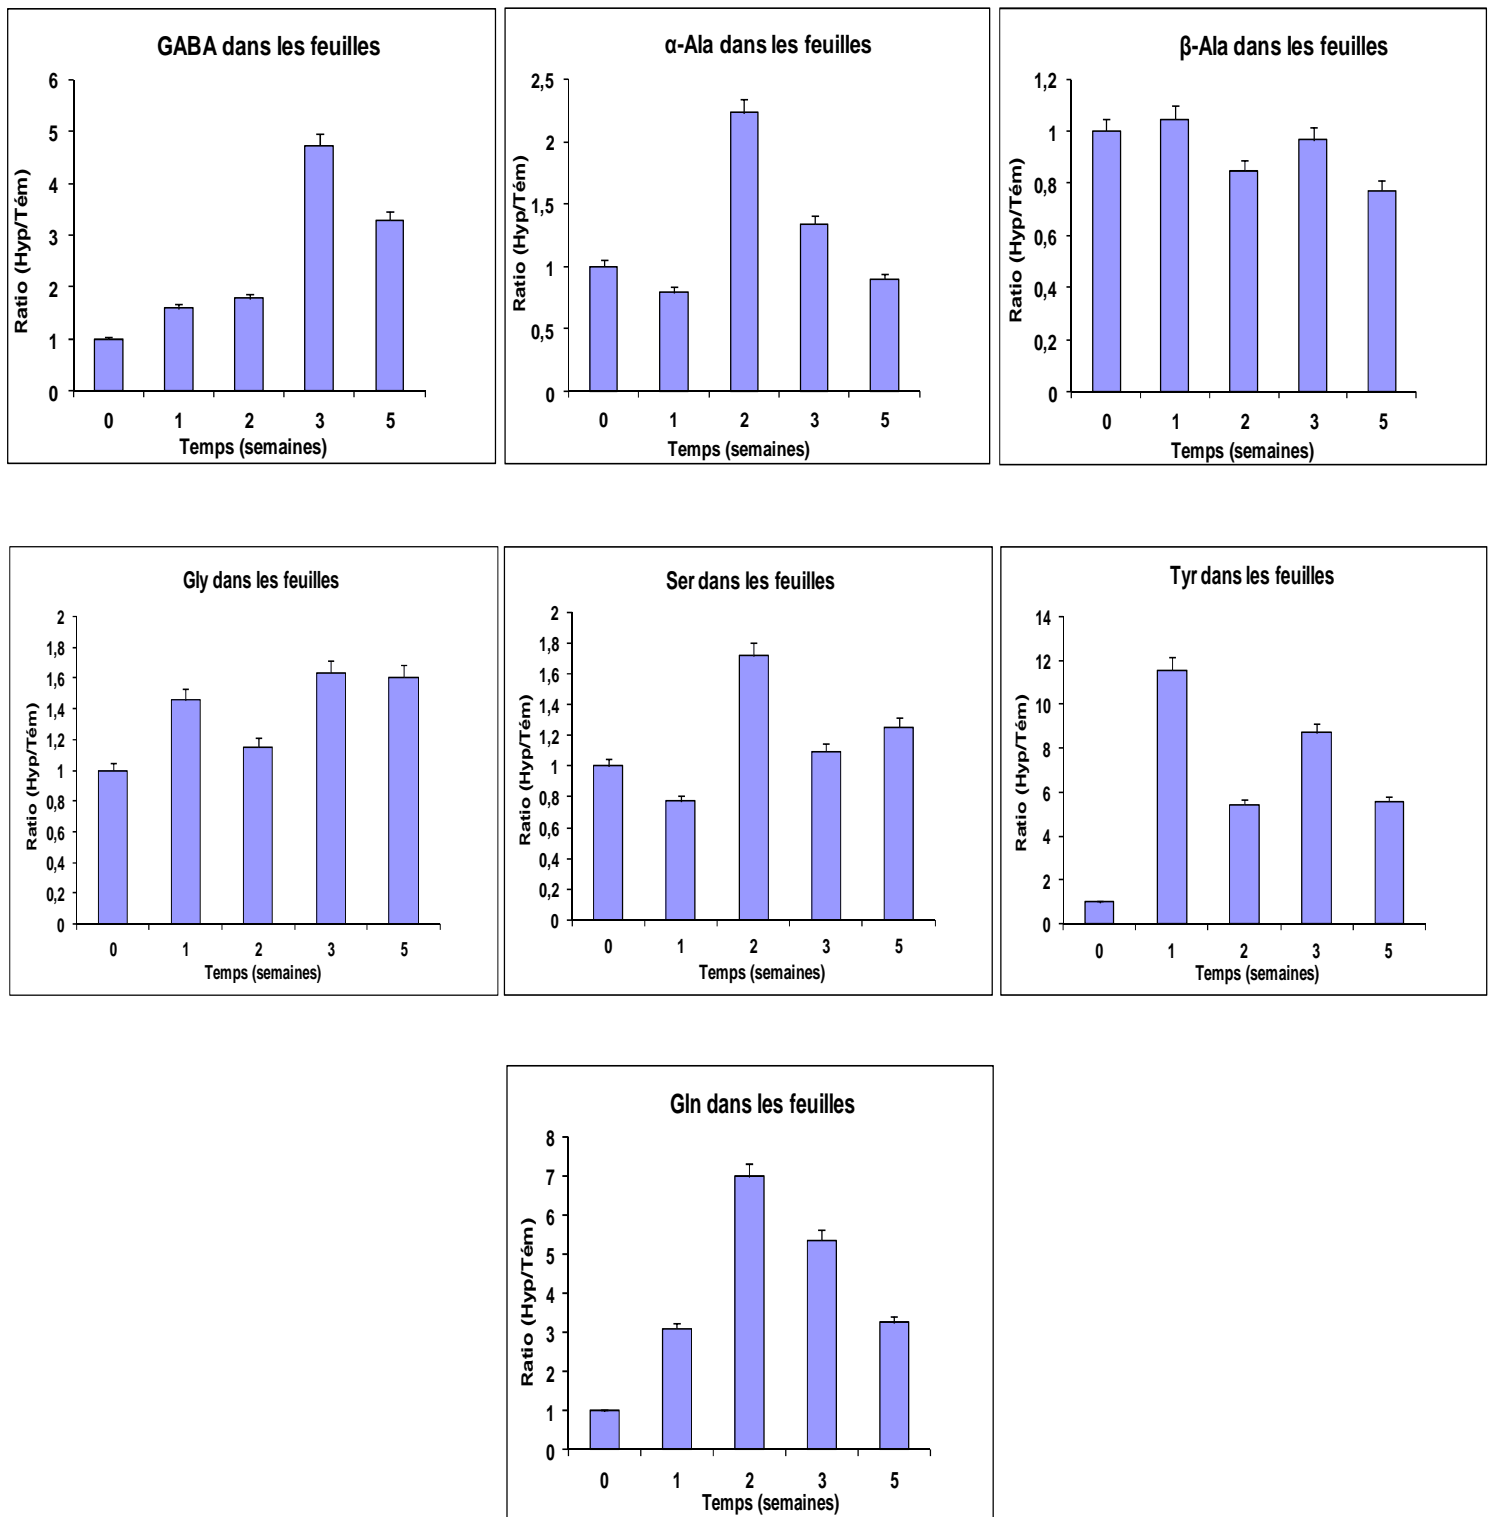 GABA dans les feuilles
6
5
4
3
2
1
0
Ratio (Hyp/Tém)
0 1 2 3 5
Temps (semaines)
α-Ala dans les feuilles
2,5
2
1,5
1
0,5
0
Ratio (Hyp/Tém)
0 1 2 3 5
Temps (semaines)
β-Ala dans les feuilles
1,2
1
0,8
0,6
0,4
0,2
0
Ratio (Hyp/Tém)
0 1 2 3 5
Temps (semaines)
Gly dans les feuilles
2
1,8
1,6
1,4
1,2
1
0,8
0,6
0,4
0,2
0
Ratio (Hyp/Tém)
0 1 2 3 5
Temps (semaines)
Ser dans les feuilles
2
1,8
1,6
1,4
1,2
1
0,8
0,6
0,4
0,2
0
Ratio (Hyp/Tém)
0 1 2 3 5
Temps (semaines)
Tyr dans les feuilles
14
12
10
8
6
4
2
0
Ratio (Hyp/Tém)
0 1 2 3 5
Temps (semaines)
Gln dans les feuilles
8
7
6
5
4
3
2
1
0
Ratio (Hyp/Tém)
0 1 2 3 5
Temps (semaines)